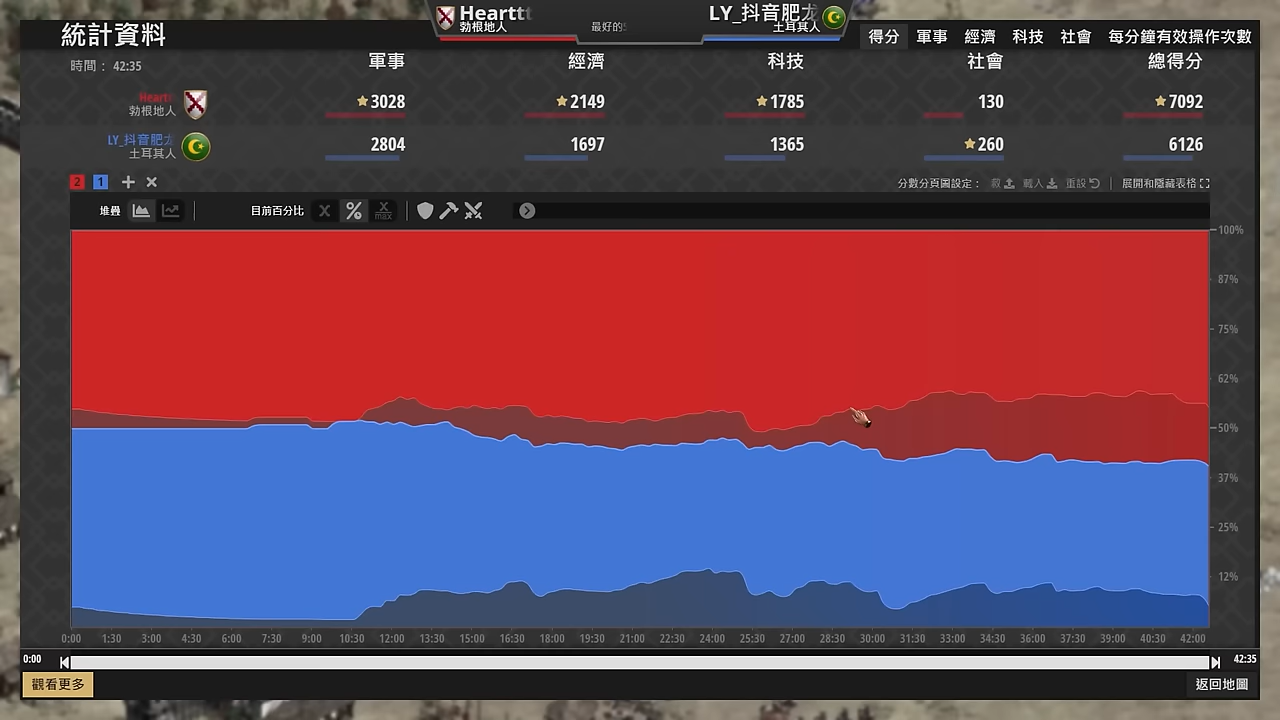 Hearttt
勃根地人
最好的
LY_抖音肥龙
土耳其人
統計資料
得分 軍事 經濟 科技 社會 每分鐘有效操作次數
時間： 42:35
軍事 經濟 科技 社會 總得分
Heart
勃根地人
3028 2149 1785 130 7092
LY_抖音肥龙
土耳其人
2804 1697 1365 260 6126
2 1
分數分頁圖設定： 載入 重設 展開和隱藏表格
堆疊
目前百分比
X % X max
100%
87%
75%
62%
50%
37%
25%
12%
0:00 1:30 3:00 4:30 6:00 7:30 9:00 10:30 12:00 13:30 15:00 16:30 18:00 19:30 21:00 22:30 24:00 25:30 27:00 28:30 30:00 31:30 33:00 34:30 36:00 37:30 39:00 40:30 42:00
0:00 42:35
觀看更多
返回地圖